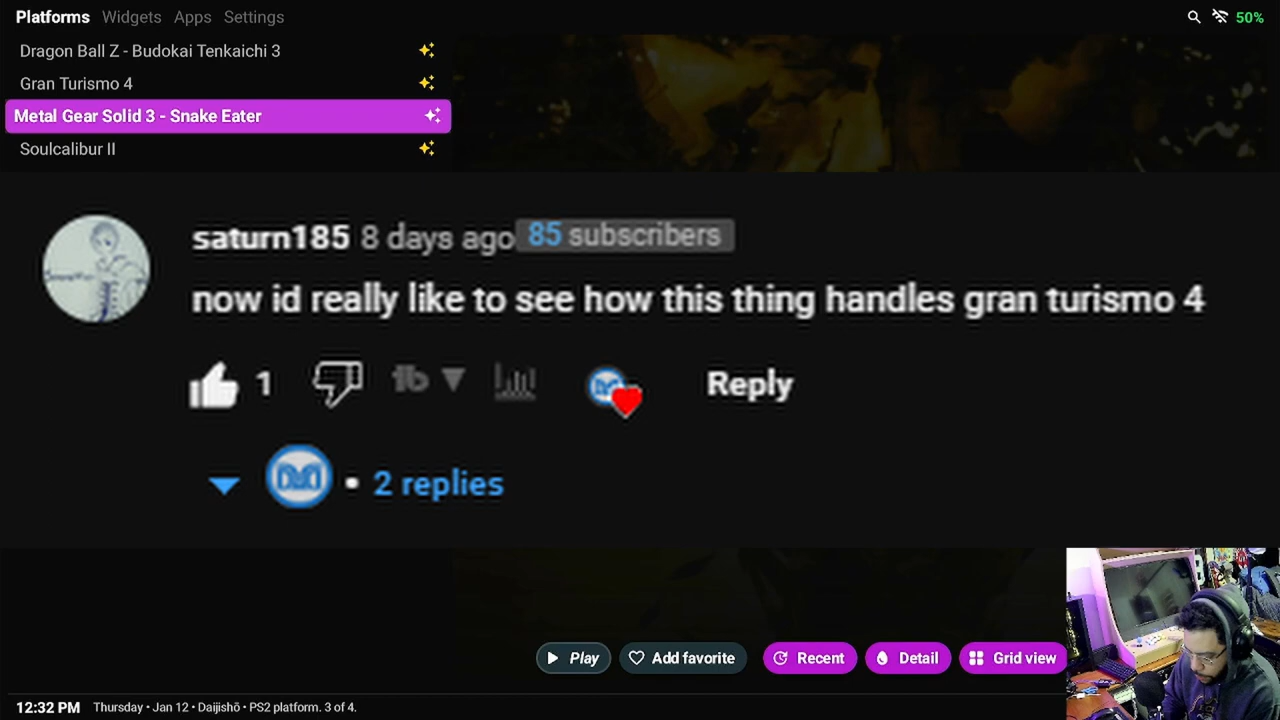 Platforms Widgets Apps Settings 50%
Dragon Ball Z - Budokai Tenkaichi 3
Gran Turismo 4
Metal Gear Solid 3 - Snake Eater
Soulcalibur II
saturn185 8 days ago 85 subscribers
now id really like to see how this thing handles gran turismo 4
1 Reply
• 2 replies
Play Add favorite Recent Detail Grid view
12:32 PM Thursday • Jan 12 • Daijishō • PS2 platform. 3 of 4.